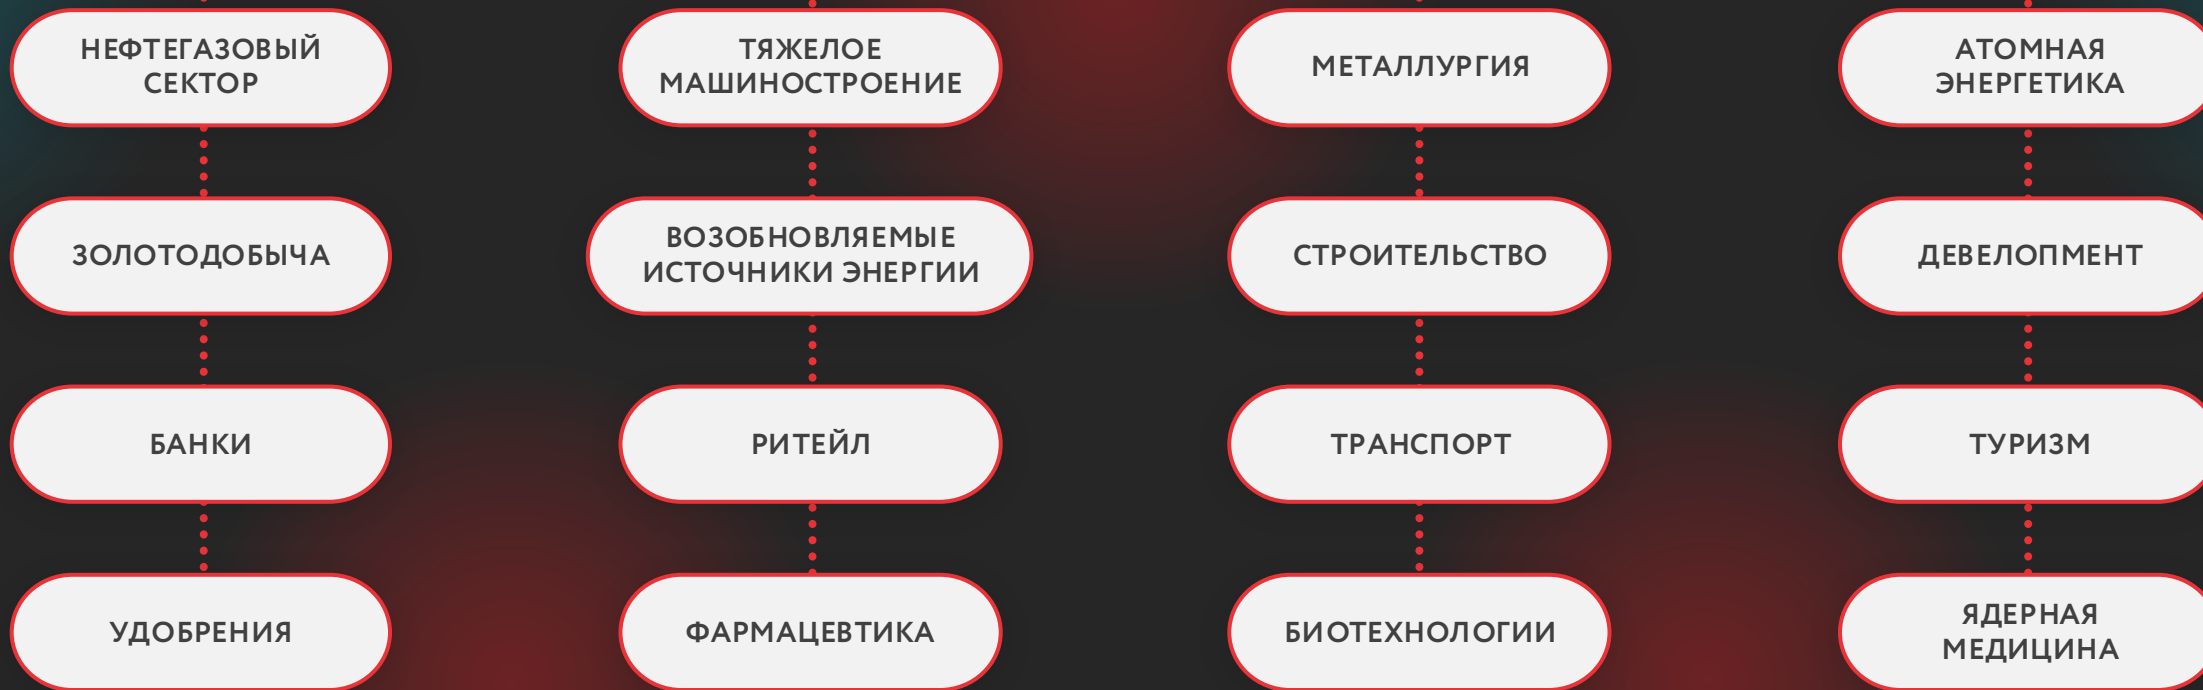 НЕФТЕГАЗОВЫЙ
СЕКТОР
ТЯЖЕЛОЕ
МАШИНОСТРОЕНИЕ
МЕТАЛЛУРГИЯ
АТОМНАЯ
ЭНЕРГЕТИКА
ЗОЛОТОДОБЫЧА
ВОЗОБНОВЛЯЕМЫЕ
ИСТОЧНИКИ ЭНЕРГИИ
СТРОИТЕЛЬСТВО
ДЕВЕЛОПМЕНТ
БАНКИ
РИТЕЙЛ
ТРАНСПОРТ
ТУРИЗМ
УДОБРЕНИЯ
ФАРМАЦЕВТИКА
БИОТЕХНОЛОГИИ
ЯДЕРНАЯ
МЕДИЦИНА